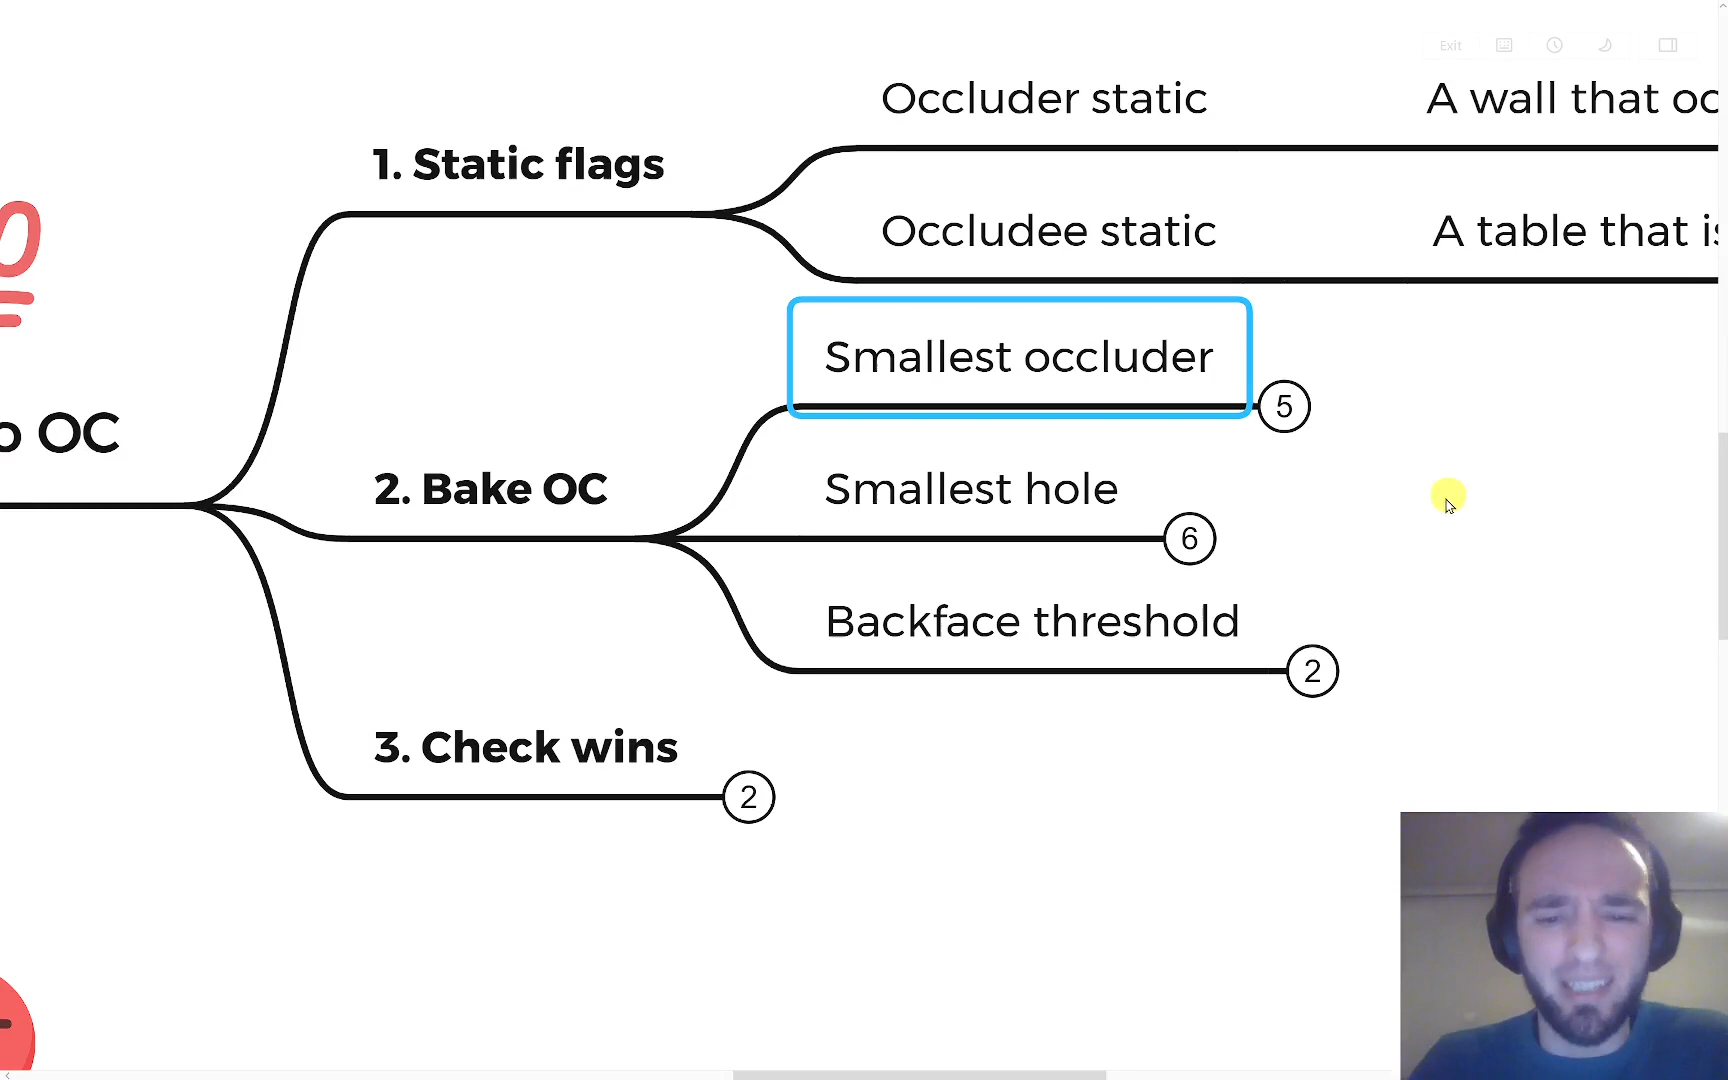 Exit
Occluder static
A wall that oc
1. Static flags
Occludee static
A table that is
Smallest occluder
5
o OC
2. Bake OC
Smallest hole
6
Backface threshold
2
3. Check wins
2